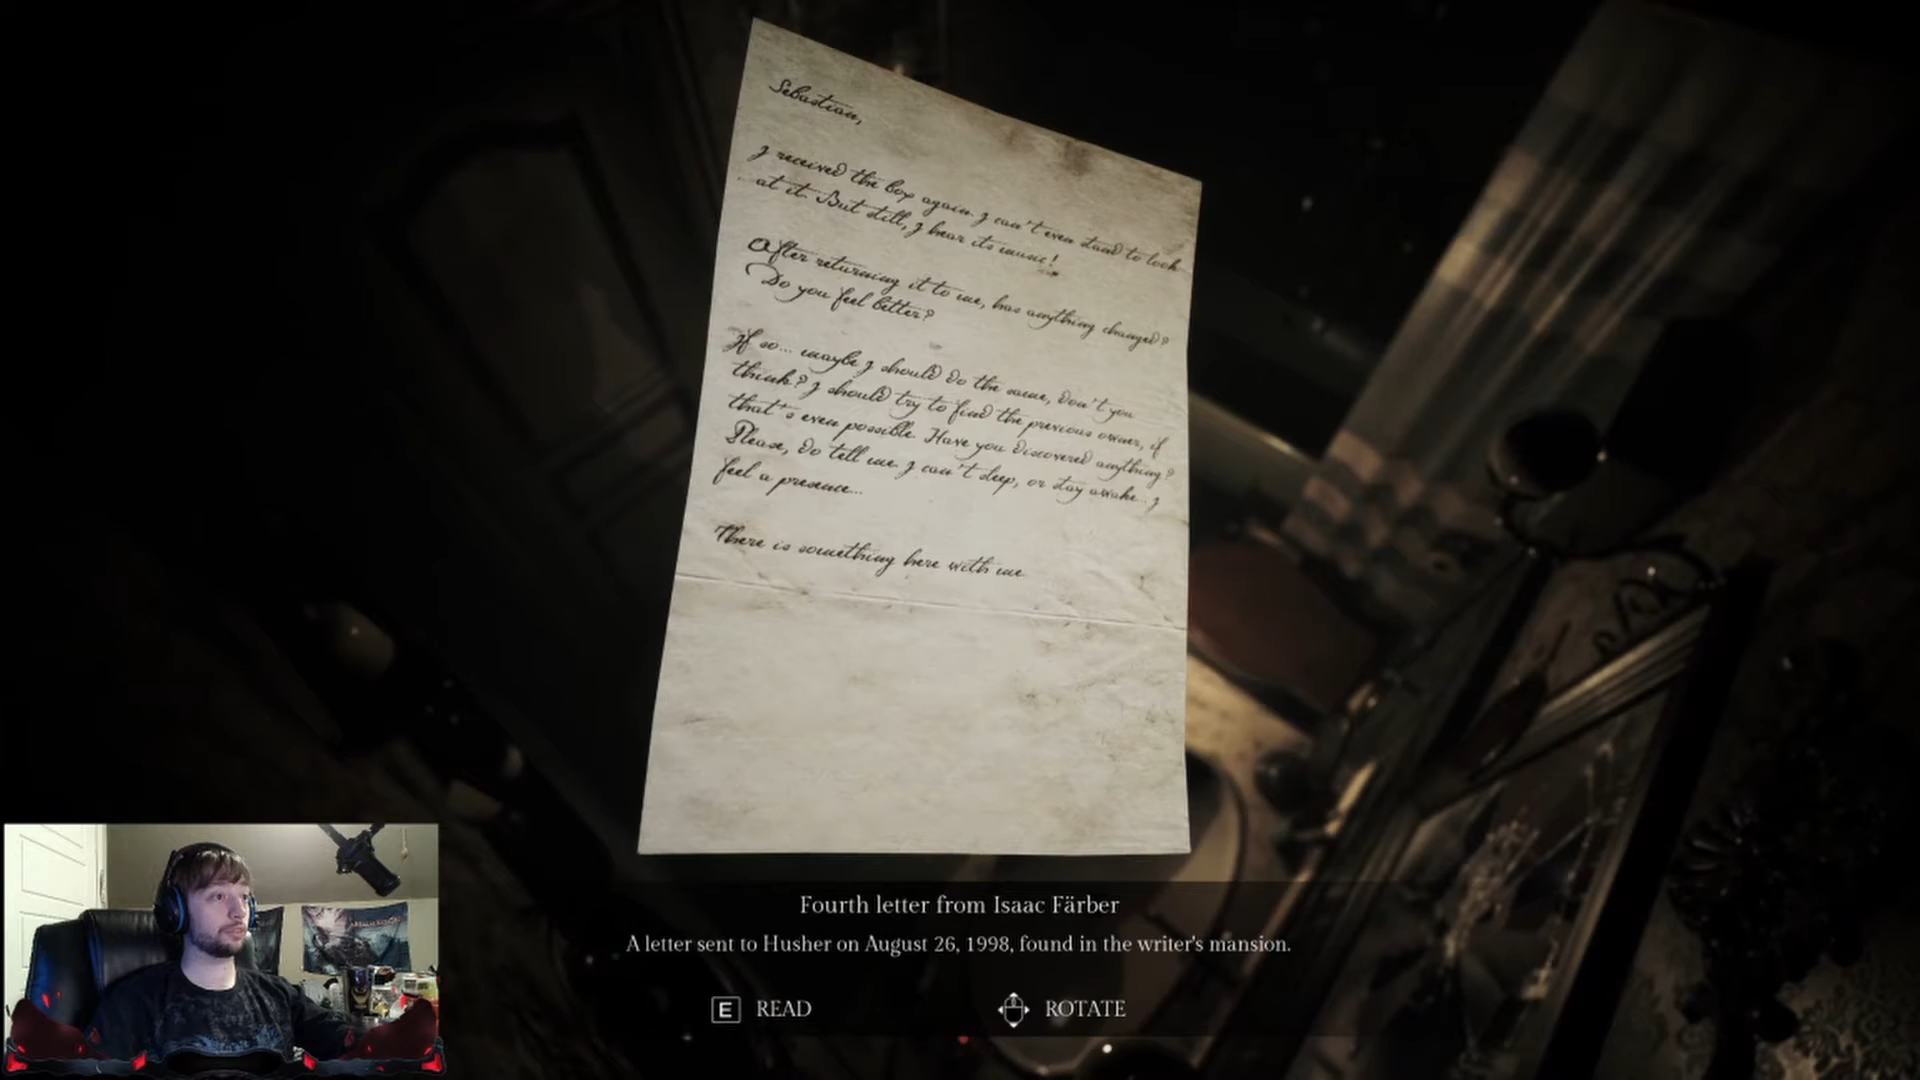 Sebastian,
I received the box again. I can't even stand to look
at it. But still, I hear its music!
After returning it to me, has anything changed?
Do you feel better?
If so... maybe I should do the same, don't you
think? I should try to find the previous owner, if
that's even possible. Have you discovered anything?
Please, do tell me. I can't sleep, or stay awake... I
feel a presence...
There is something here with me
Fourth letter from Isaac Färber
A letter sent to Husher on August 26, 1998, found in the writer's mansion.
E READ ROTATE